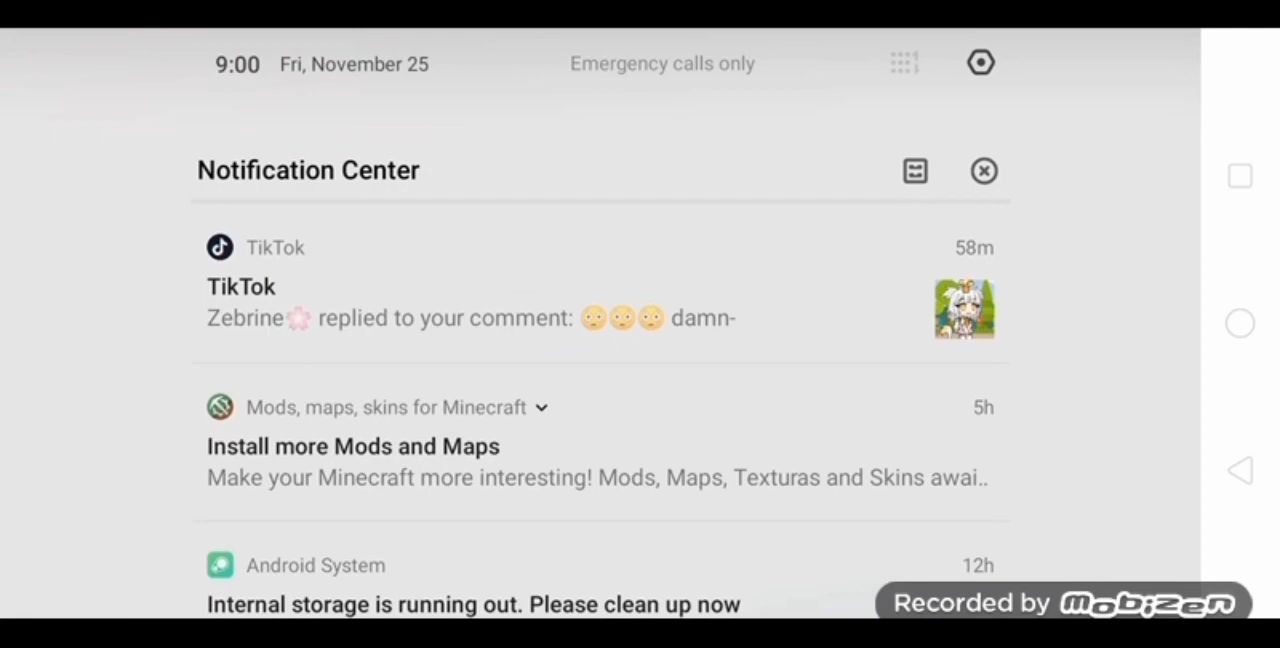 9:00 Fri, November 25 Emergency calls only
Notification Center
TikTok 58m
TikTok
Zebrine🌸 replied to your comment: 😳😳😳 damn-
Mods, maps, skins for Minecraft 5h
Install more Mods and Maps
Make your Minecraft more interesting! Mods, Maps, Texturas and Skins awai..
Android System 12h
Internal storage is running out. Please clean up now
Recorded by Mobizen